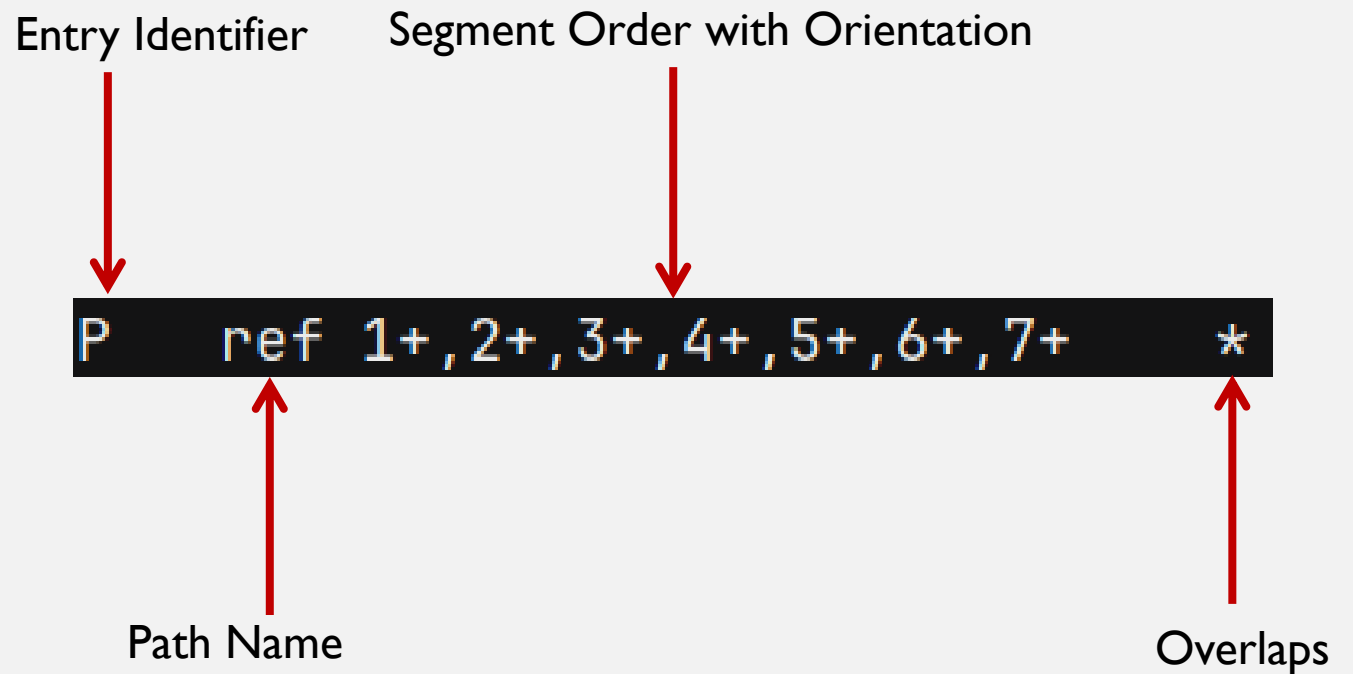 Entry Identifier
Segment Order with Orientation
P ref 1+,2+,3+,4+,5+,6+,7+ *
Path Name
Overlaps